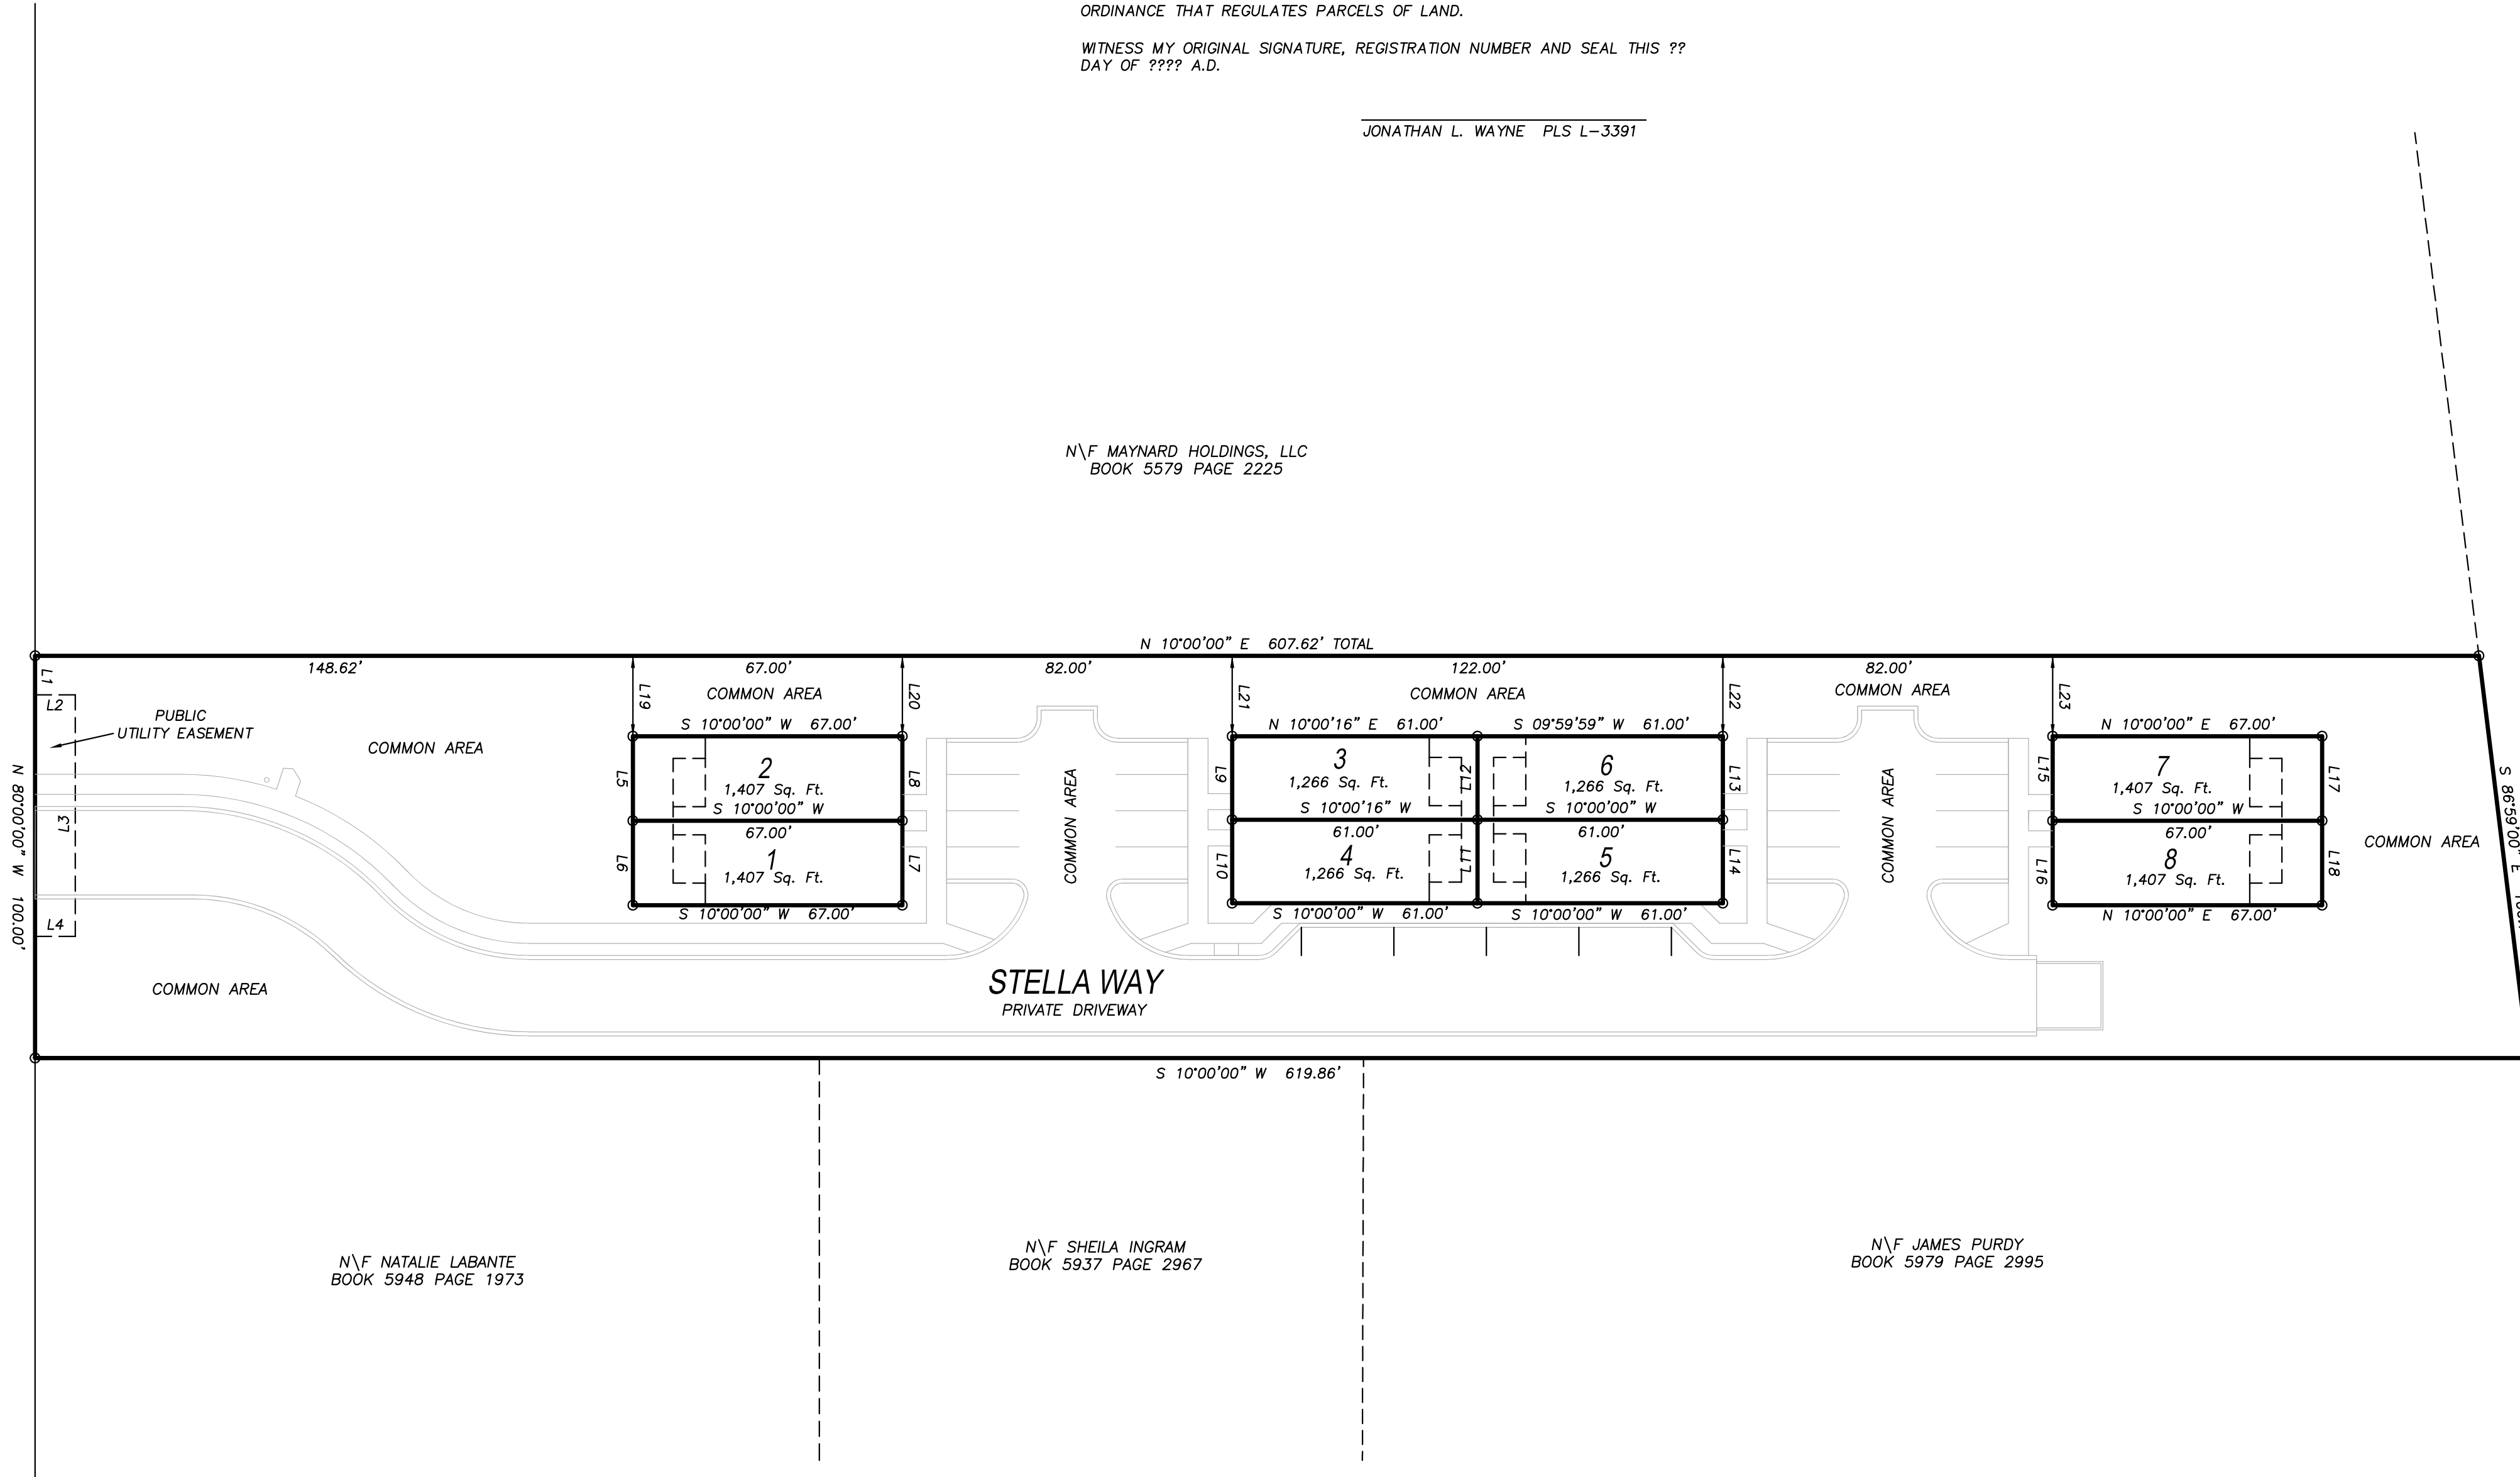 ORDINANCE THAT REGULATES PARCELS OF LAND.
WITNESS MY ORIGINAL SIGNATURE, REGISTRATION NUMBER AND SEAL THIS ??
DAY OF ???? A.D.
JONATHAN L. WAYNE PLS L-3391
N\F MAYNARD HOLDINGS, LLC
BOOK 5579 PAGE 2225
N 10°00'00" E 607.62' TOTAL
148.62'
67.00'
82.00'
122.00'
82.00'
L1
L2
L3
L4
PUBLIC
UTILITY EASEMENT
N 80°00'00" W 100.00'
COMMON AREA
COMMON AREA
L19
COMMON AREA
L20
S 10°00'00" W 67.00'
L5
2
1,407 Sq. Ft.
L8
S 10°00'00" W
67.00'
L6
1
1,407 Sq. Ft.
L7
S 10°00'00" W 67.00'
COMMON AREA
L21
COMMON AREA
L22
N 10°00'16" E 61.00'
S 09°59'59" W 61.00'
L9
3
1,266 Sq. Ft.
L12
6
1,266 Sq. Ft.
L13
S 10°00'16" W
61.00'
S 10°00'00" W
61.00'
L10
4
1,266 Sq. Ft.
L11
5
1,266 Sq. Ft.
L14
S 10°00'00" W 61.00'
S 10°00'00" W 61.00'
COMMON AREA
COMMON AREA
L23
N 10°00'00" E 67.00'
L15
7
1,407 Sq. Ft.
L17
S 10°00'00" W
67.00'
L16
8
1,407 Sq. Ft.
L18
N 10°00'00" E 67.00'
COMMON AREA
S 86°59'00" E
STELLA WAY
PRIVATE DRIVEWAY
S 10°00'00" W 619.86'
N\F NATALIE LABANTE
BOOK 5948 PAGE 1973
N\F SHEILA INGRAM
BOOK 5937 PAGE 2967
N\F JAMES PURDY
BOOK 5979 PAGE 2995